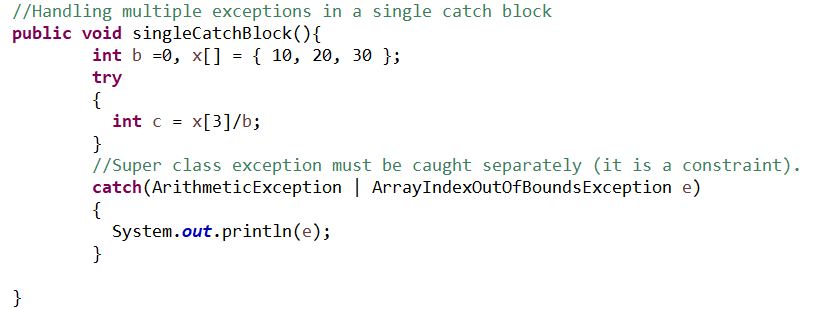 //Handling multiple exceptions in a single catch block
public void singleCatchBlock(){
int b =0, x[] = { 10, 20, 30 };
try
{
int c = x[3]/b;
}
//Super class exception must be caught separately (it is a constraint).
catch(ArithmeticException | ArrayIndexOutOfBoundsException e)
{
System.out.println(e);
}
}